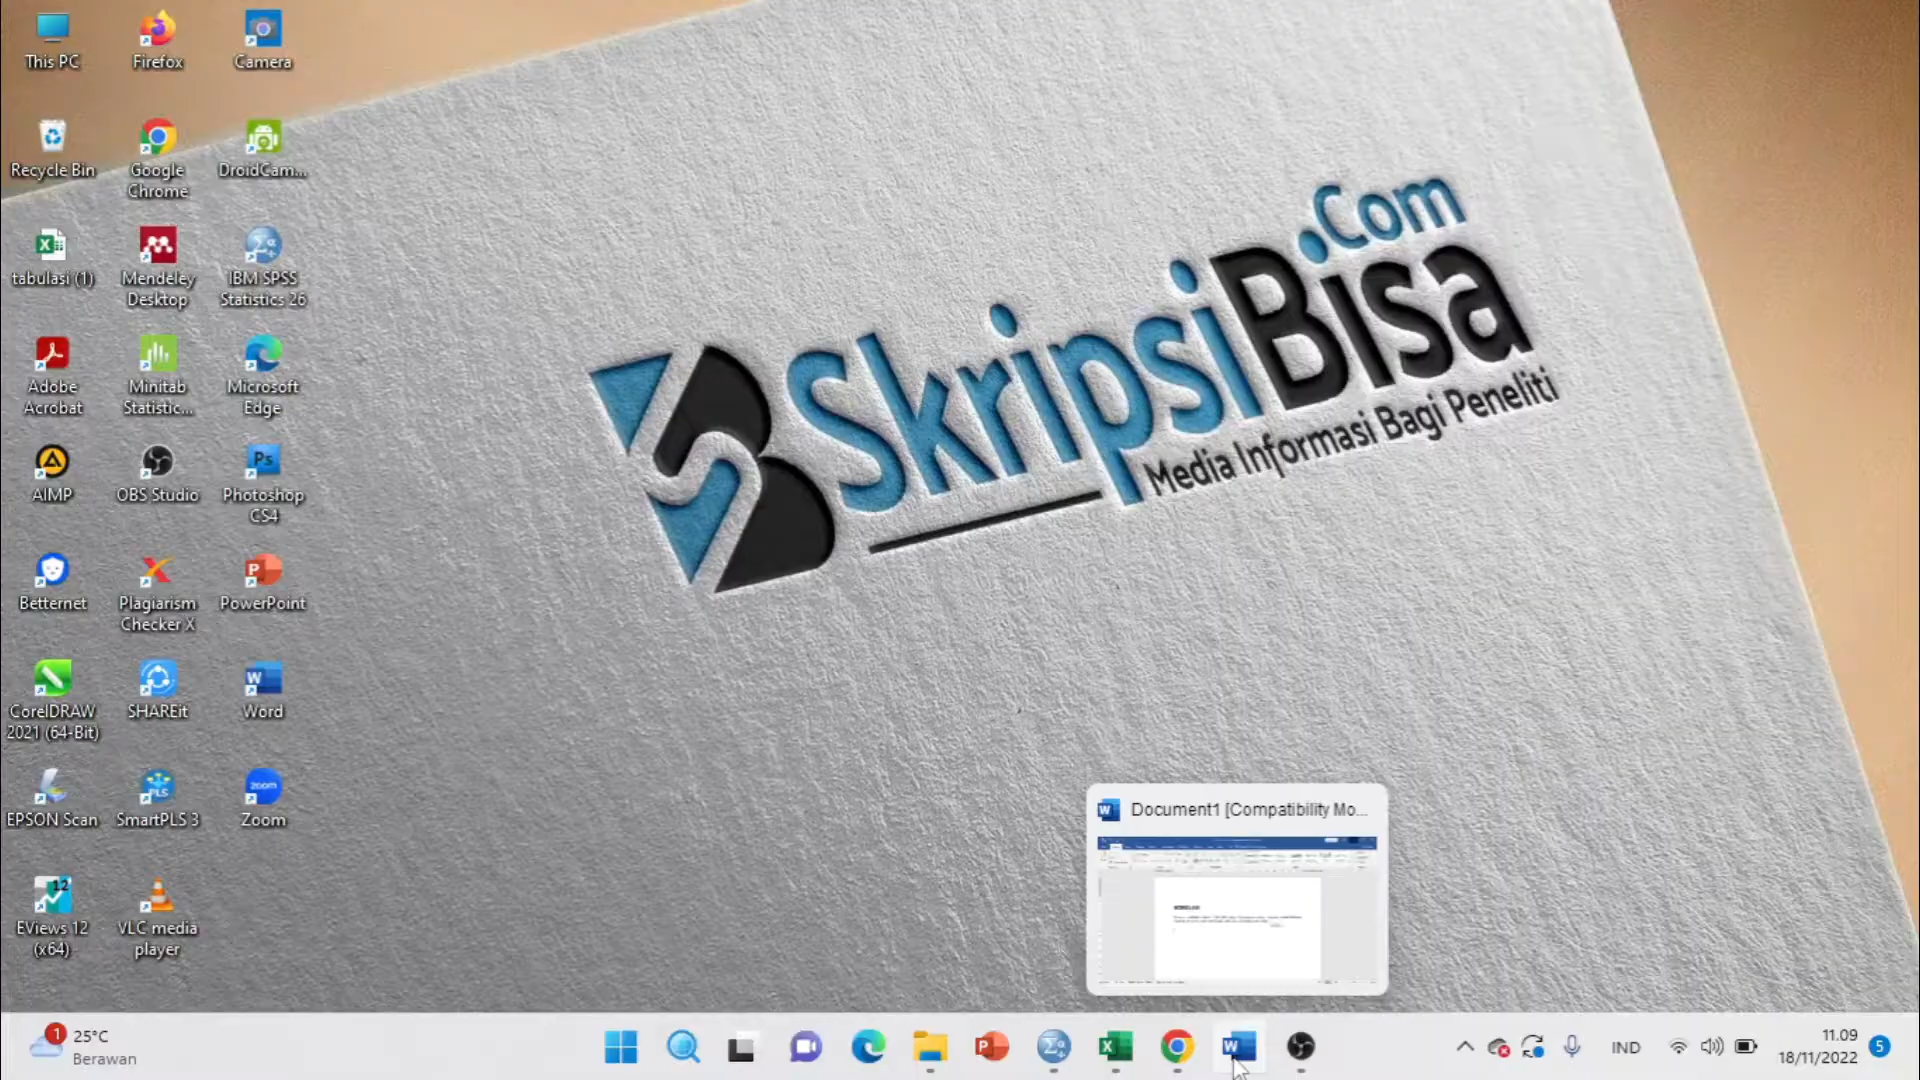 This PC
Firefox
Camera
Recycle Bin
Google
Chrome
DroidCam...
tabulasi (1)
Mendeley
Desktop
IBM SPSS
Statistics 26
Adobe
Acrobat
Minitab
Statistic...
Microsoft
Edge
AIMP
OBS Studio
Photoshop
CS4
Betternet
Plagiarism
Checker X
PowerPoint
CorelDRAW
2021 (64-Bit)
SHAREit
Word
EPSON Scan
SmartPLS 3
Zoom
EViews 12
(x64)
VLC media
player
SkripsiBisa.Com
Media Informasi Bagi Peneliti
Document1 [Compatibility Mo...
1
25°C
Berawan
IND
11.09
18/11/2022
5